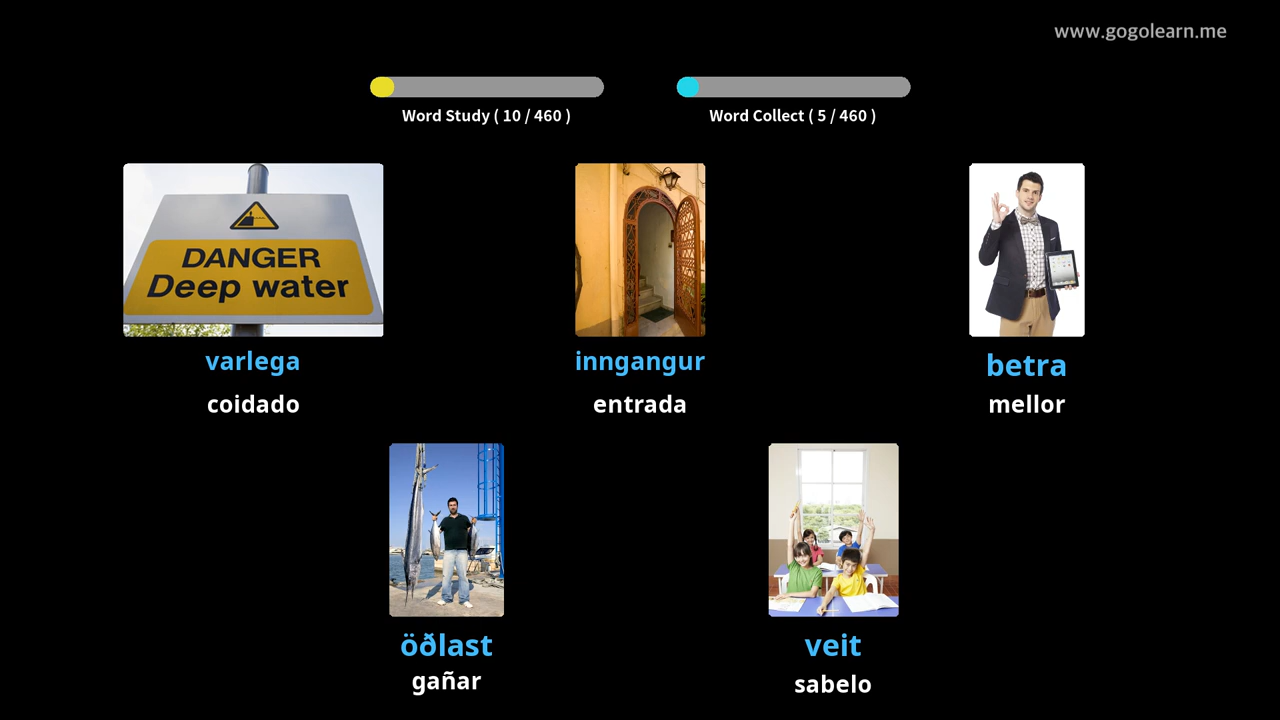 www.gogolearn.me
Word Study ( 10 / 460 )
Word Collect ( 5 / 460 )
DANGER
Deep water
varlega
coidado
inngangur
entrada
betra
mellor
öðlast
gañar
veit
sabelo